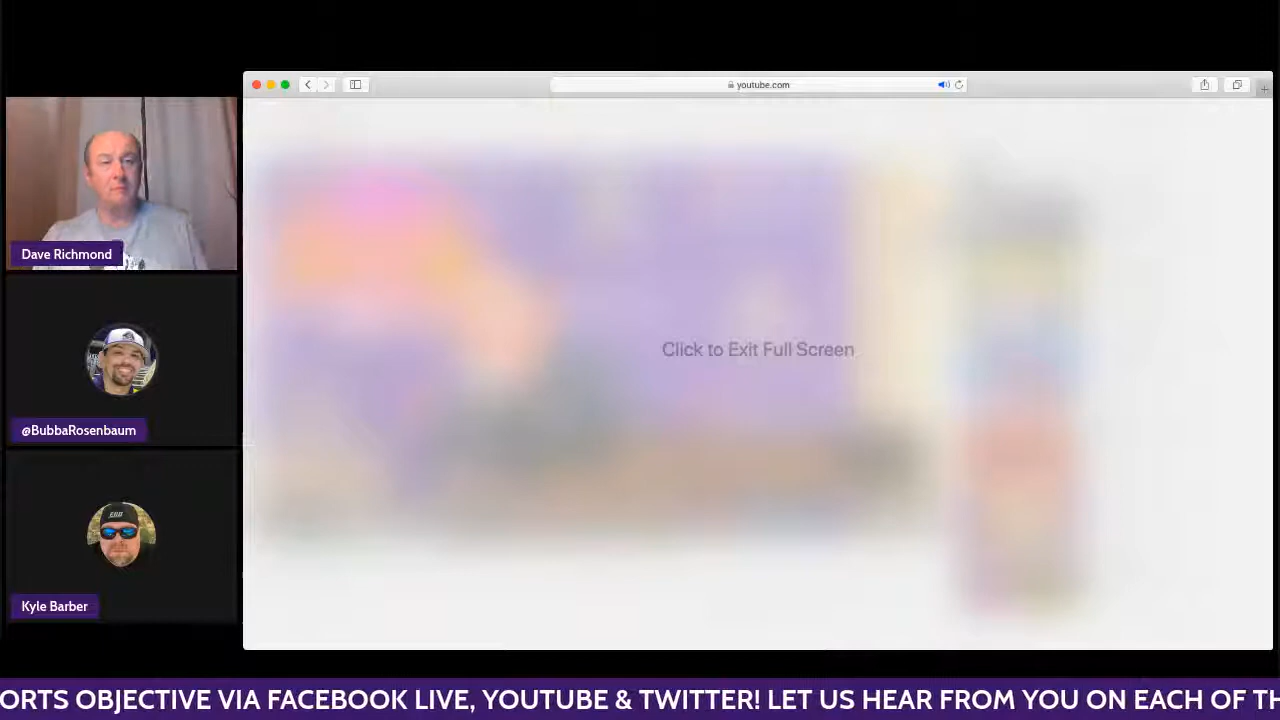 youtube.com
Dave Richmond
Click to Exit Full Screen
@BubbaRosenbaum
Kyle Barber
ORTS OBJECTIVE VIA FACEBOOK LIVE, YOUTUBE & TWITTER! LET US HEAR FROM YOU ON EACH OF TH